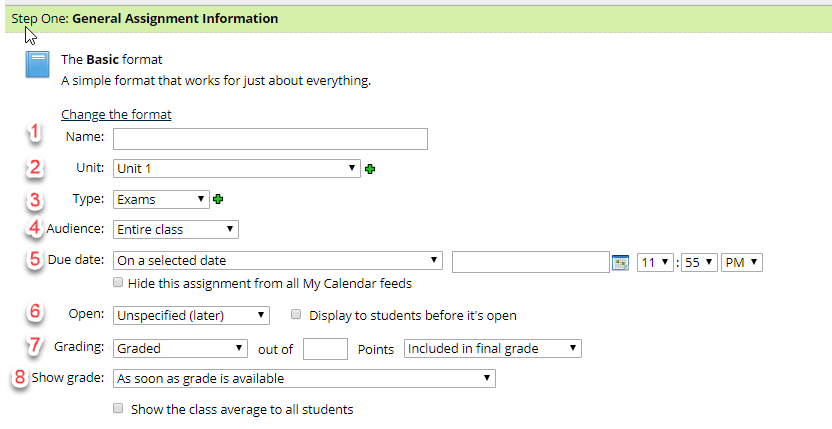 Step One: General Assignment Information
The Basic format
A simple format that works for just about everything.
Change the format
1 Name:
2 Unit: Unit 1
3 Type: Exams
4 Audience: Entire class
5 Due date: On a selected date 11 : 55 PM
Hide this assignment from all My Calendar feeds
6 Open: Unspecified (later) Display to students before it's open
7 Grading: Graded out of Points Included in final grade
8 Show grade: As soon as grade is available
Show the class average to all students